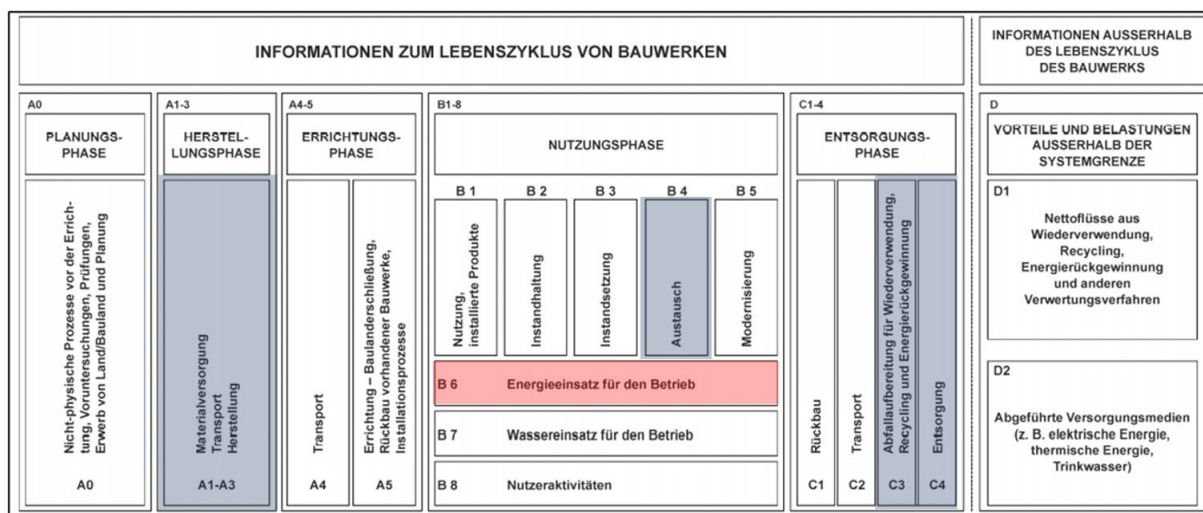 INFORMATIONEN ZUM LEBENSZYKLUS VON BAUWERKEN
INFORMATIONEN AUSSERHALB
DES LEBENSZYKLUS
DES BAUWERKS
A0
PLANUNGS-
PHASE
Nicht-physische Prozesse vor der Errich-
tung, Voruntersuchungen, Prüfungen,
Erwerb von Land/Bauland und Planung
A0
A1-3
HERSTEL-
LUNGSPHASE
Materialversorgung
Transport
Herstellung
A1-A3
A4-5
ERRICHTUNGS-
PHASE
Transport
A4
Errichtung – Baulanderschließung,
Rückbau vorhandener Bauwerke,
Installationsprozesse
A5
B1-8
NUTZUNGSPHASE
B 1
Nutzung,
installierte Produkte
B 2
Instandhaltung
B 3
Instandsetzung
B 4
Austausch
B 5
Modernisierung
B 6 Energieeinsatz für den Betrieb
B 7 Wassereinsatz für den Betrieb
B 8 Nutzeraktivitäten
C1-4
ENTSORGUNGS-
PHASE
Rückbau
C1
Transport
C2
Abfallaufbereitung für Wiederverwendung,
Recycling und Energierückgewinnung
C3
Entsorgung
C4
D
VORTEILE UND BELASTUNGEN
AUSSERHALB DER
SYSTEMGRENZE
D1
Nettoflüsse aus
Wiederverwendung,
Recycling,
Energierückgewinnung
und anderen
Verwertungsverfahren
D2
Abgeführte Versorgungsmedien
(z. B. elektrische Energie,
thermische Energie,
Trinkwasser)